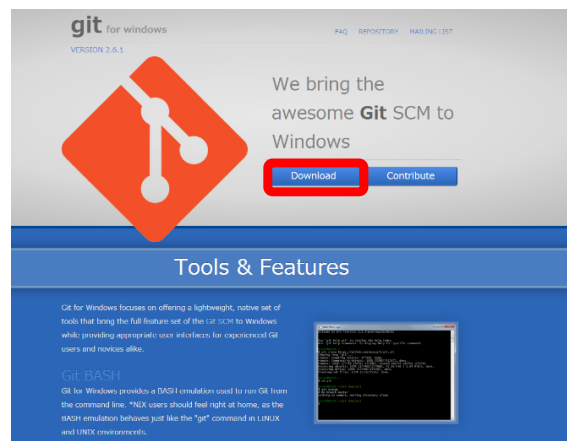 git for windows
FAQ REPOSITORY MAILING LIST
VERSION 2.6.1
We bring the
awesome Git SCM to
Windows
Download Contribute
Tools & Features
Git for Windows focuses on offering a lightweight, native set of
tools that bring the full feature set of the Git SCM to Windows
while providing appropriate user interfaces for experienced Git
users and novices alike.
Git BASH
Git for Windows provides a BASH emulation used to run Git from
the command line. *NIX users should feel right at home, as the
BASH emulation behaves just like the "git" command in LINUX
and UNIX environments.